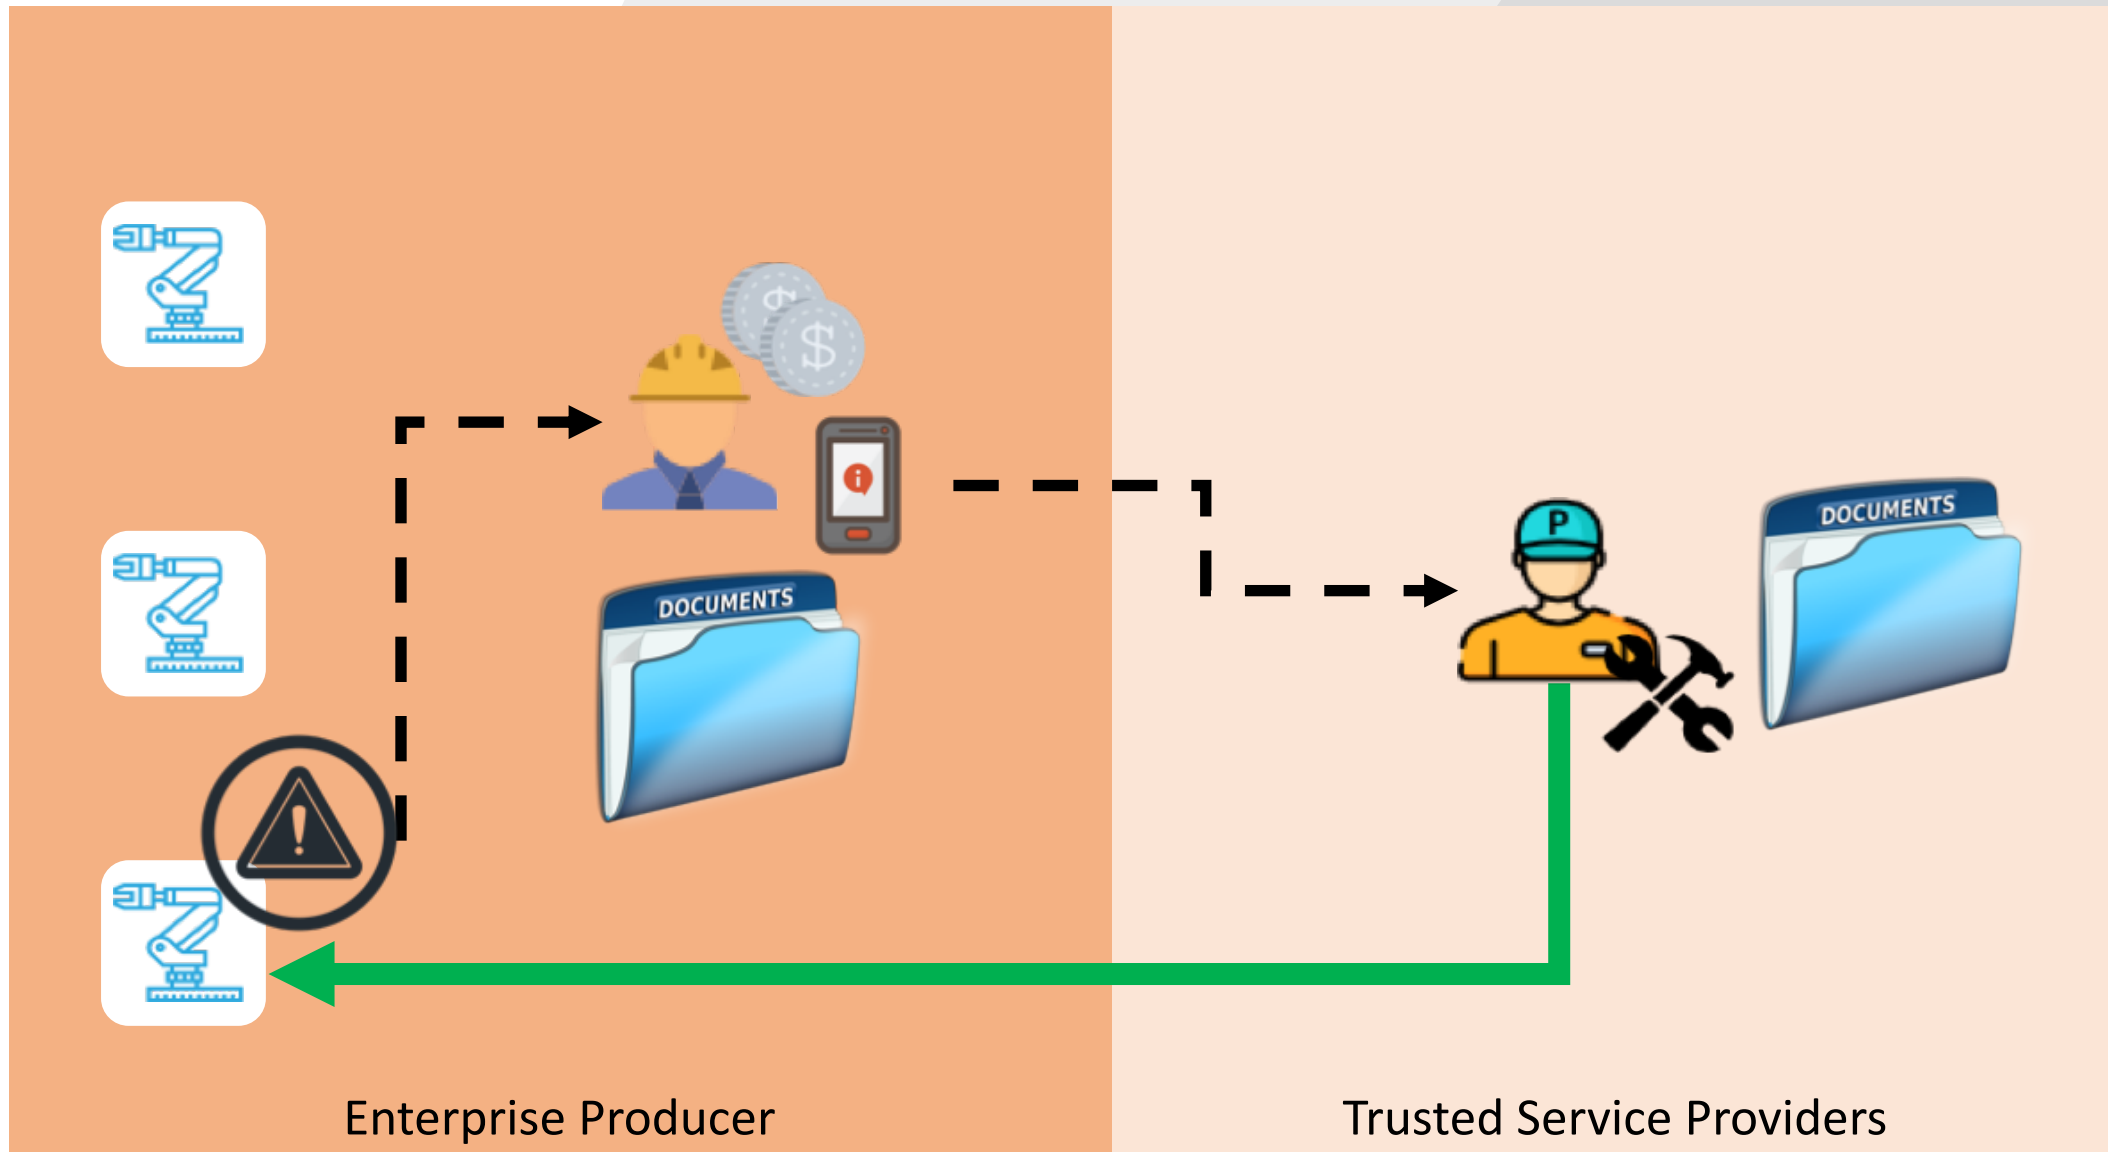 $
$
i
DOCUMENTS
P
DOCUMENTS
!
Enterprise Producer
Trusted Service Providers